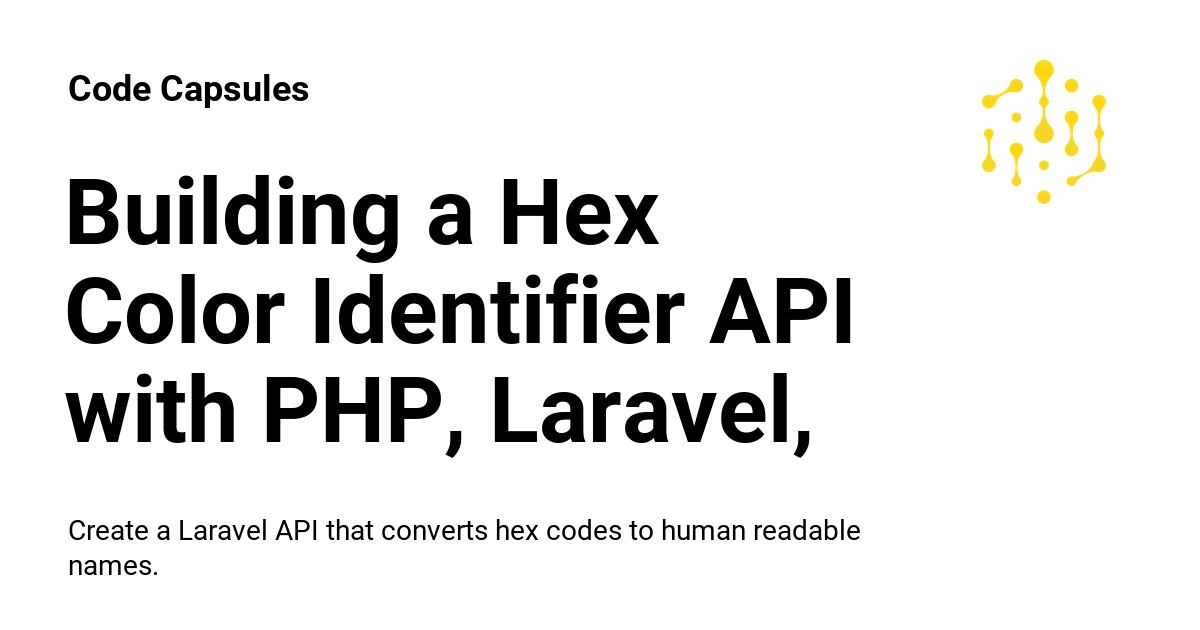 Code Capsules
Building a Hex
Color Identifier API
with PHP, Laravel,
Create a Laravel API that converts hex codes to human readable
names.